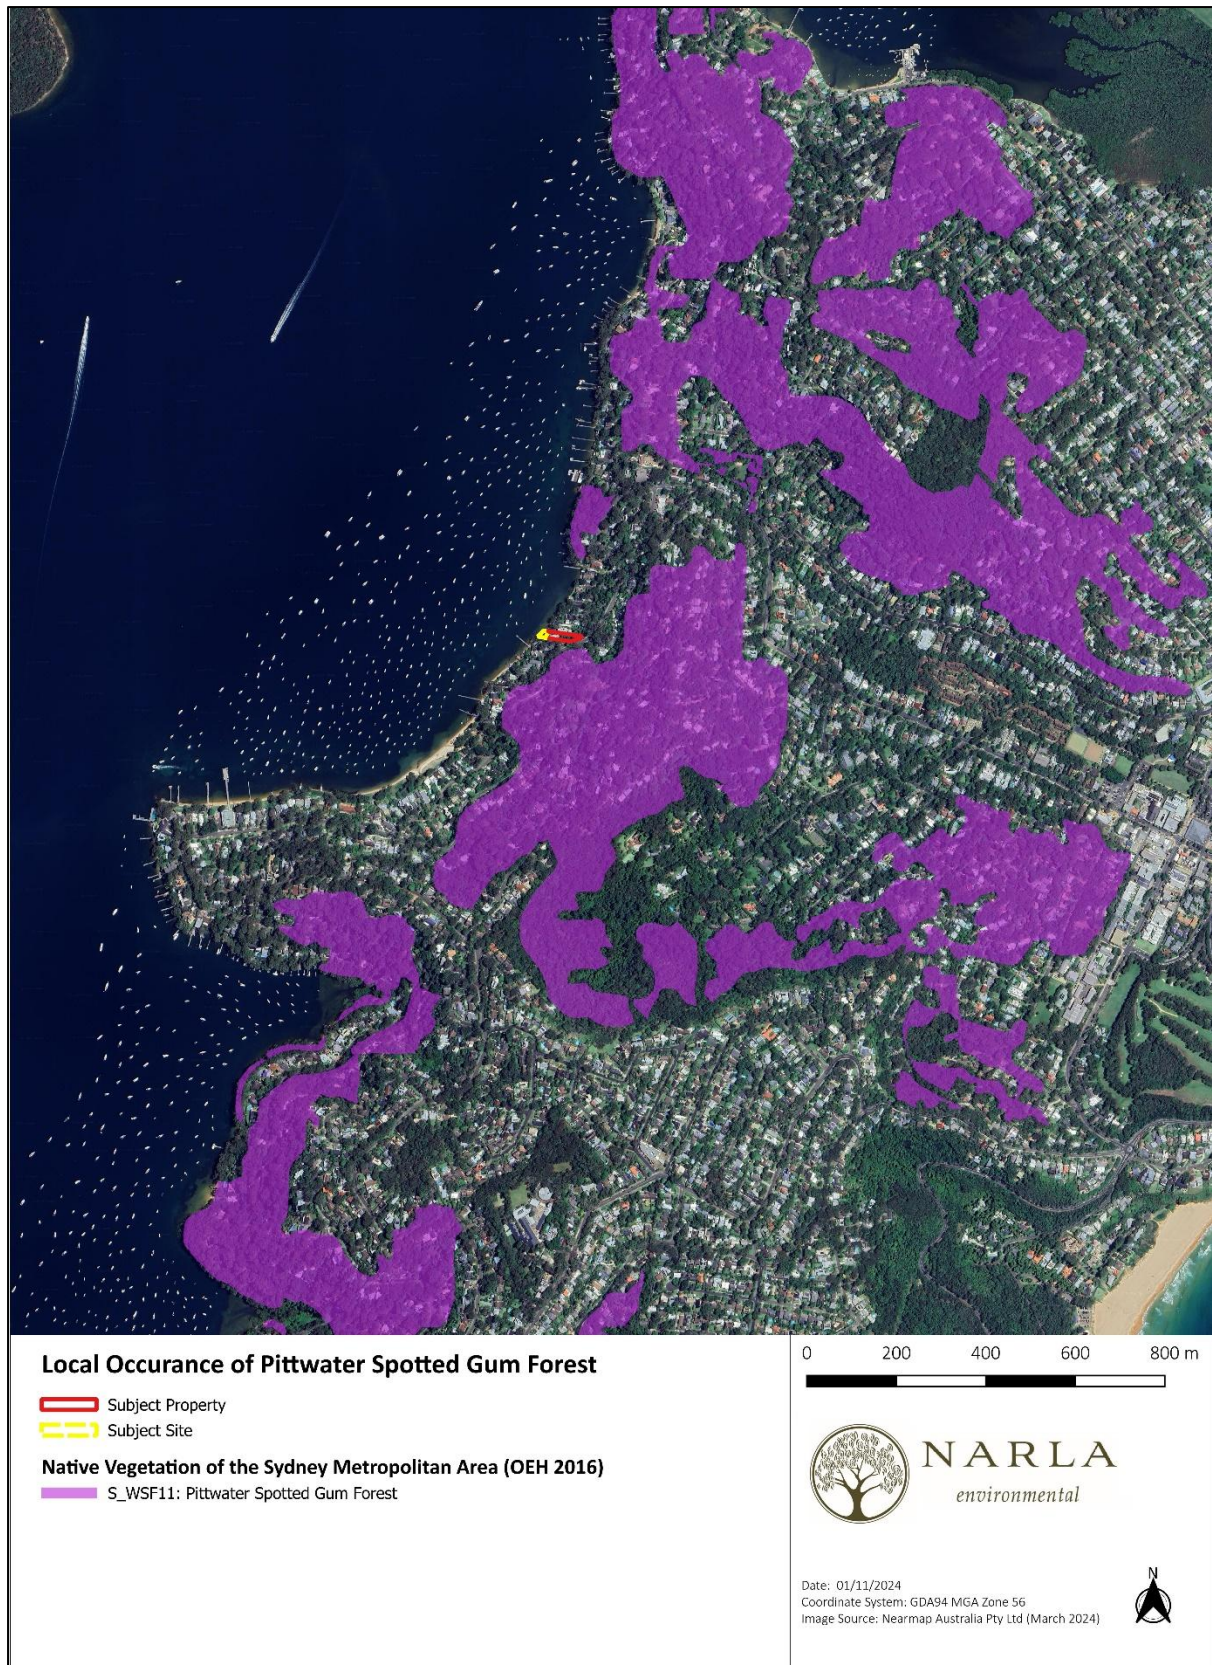 Local Occurance of Pittwater Spotted Gum Forest
Subject Property
Subject Site
Native Vegetation of the Sydney Metropolitan Area (OEH 2016)
S_WSF11: Pittwater Spotted Gum Forest
0 200 400 600 800 m
NARLA
environmental
N
Date: 01/11/2024
Coordinate System: GDA94 MGA Zone 56
Image Source: Nearmap Australia Pty Ltd (March 2024)